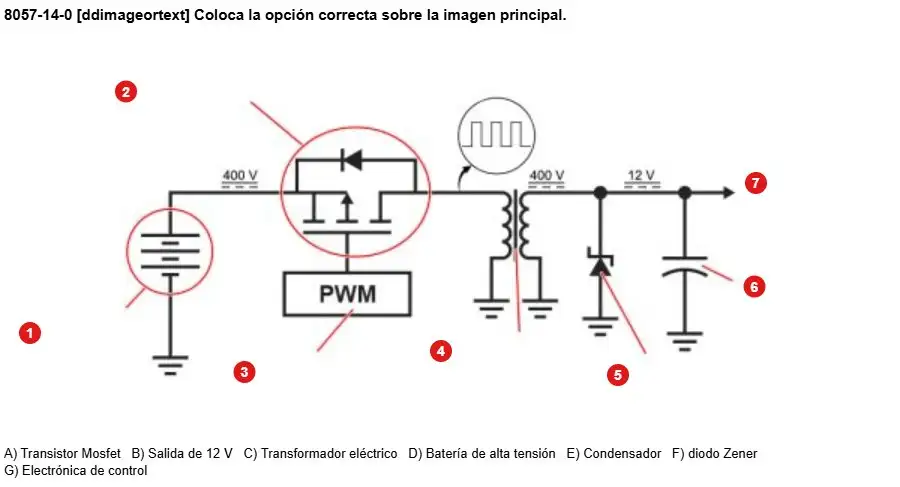 8057-14-0 [ddimageortext] Coloca la opción correcta sobre la imagen principal.
2
400 V
400 V
12 V
7
PWM
6
1
4
3
5
A) Transistor Mosfet B) Salida de 12 V C) Transformador eléctrico D) Batería de alta tensión E) Condensador F) diodo Zener
G) Electrónica de control